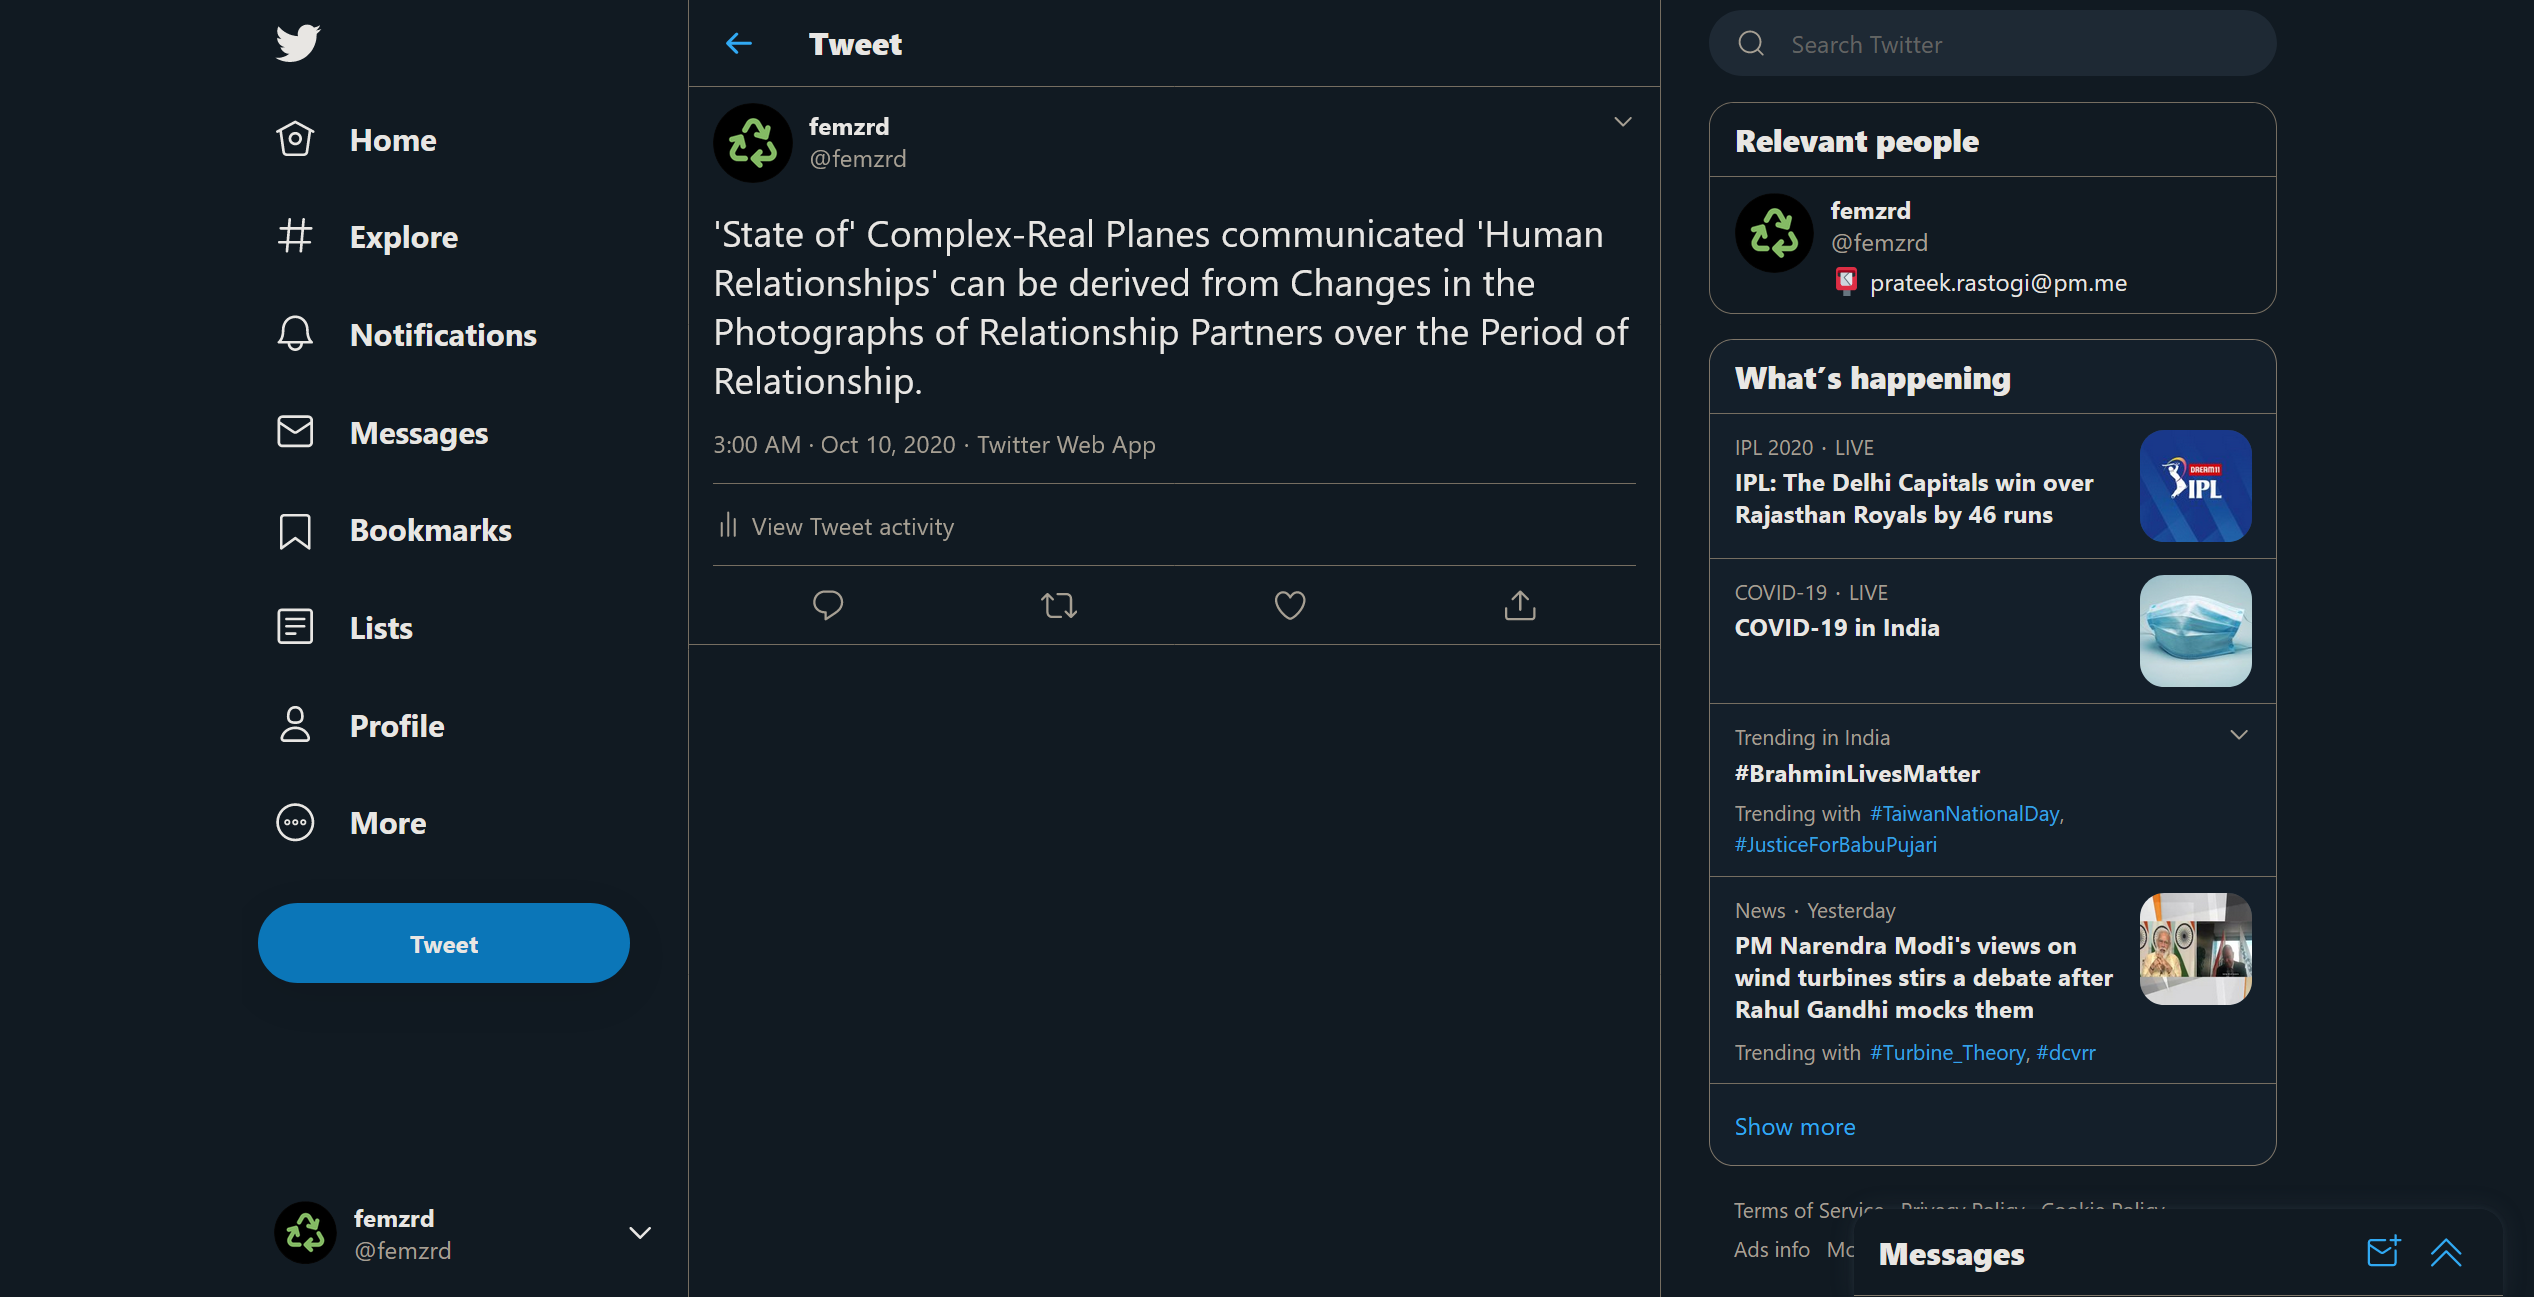 Home
Explore
Notifications
Messages
Bookmarks
Lists
Profile
More
Tweet
femzrd
@femzrd
Tweet
femzrd
@femzrd
'State of' Complex-Real Planes communicated 'Human
Relationships' can be derived from Changes in the
Photographs of Relationship Partners over the Period of
Relationship.
3:00 AM · Oct 10, 2020 · Twitter Web App
View Tweet activity
Search Twitter
Relevant people
femzrd
@femzrd
prateek.rastogi@pm.me
What's happening
IPL 2020 · LIVE
IPL: The Delhi Capitals win over
Rajasthan Royals by 46 runs
DREAM11
IPL
COVID-19 · LIVE
COVID-19 in India
Trending in India
#BrahminLivesMatter
Trending with #TaiwanNationalDay,
#JusticeForBabuPujari
News · Yesterday
PM Narendra Modi's views on
wind turbines stirs a debate after
Rahul Gandhi mocks them
Trending with #Turbine_Theory, #dcvrr
Show more
Terms of Service Privacy Policy Cookie Policy
Ads info
Messages